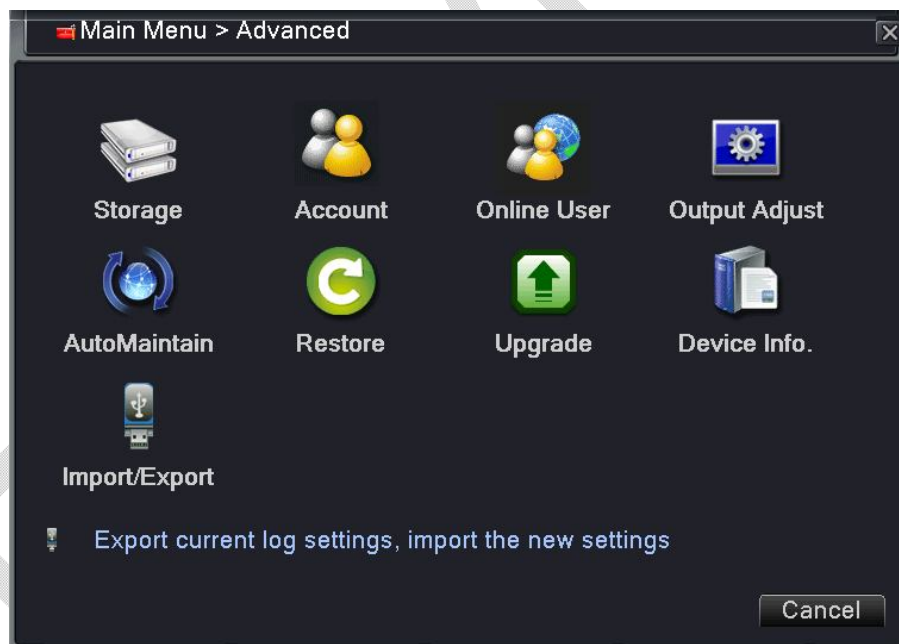 Main Menu > Advanced
Storage
Account
Online User
Output Adjust
AutoMaintain
Restore
Upgrade
Device Info.
Import/Export
Export current log settings, import the new settings
Cancel